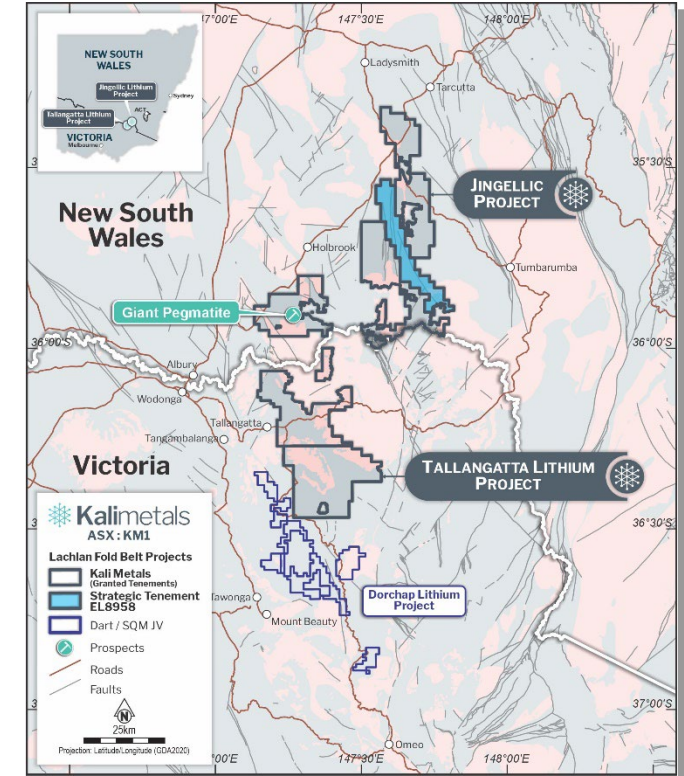 147°00'E
147°30'E
148°00'E
NEW SOUTH
WALES
Jingellic Lithium
Project
Sydney
ACT
Tallangatta Lithium
Project
VICTORIA
Melbourne
Ladysmith
Tarcutta
35°30'S
JINGELLIC
PROJECT
New South
Wales
Holbrook
Tumbarumba
Giant Pegmatite
36°00'S
36°00'S
Albury
Wodonga
Tallangatta
Tangambalanga
Victoria
TALLANGATTA LITHIUM
PROJECT
36°30'S
Kalimetals
ASX : KM1
Lachlan Fold Belt Projects
Kali Metals
(Granted Tenements)
Strategic Tenement
EL8958
Dart / SQM JV
Prospects
Roads
Faults
N
25km
Projection: Latitude/Longitude (GDA2020)
Dorchap Lithium
Project
Mount Beauty
37°00'S
Omeo
147°30'E
148°00'E